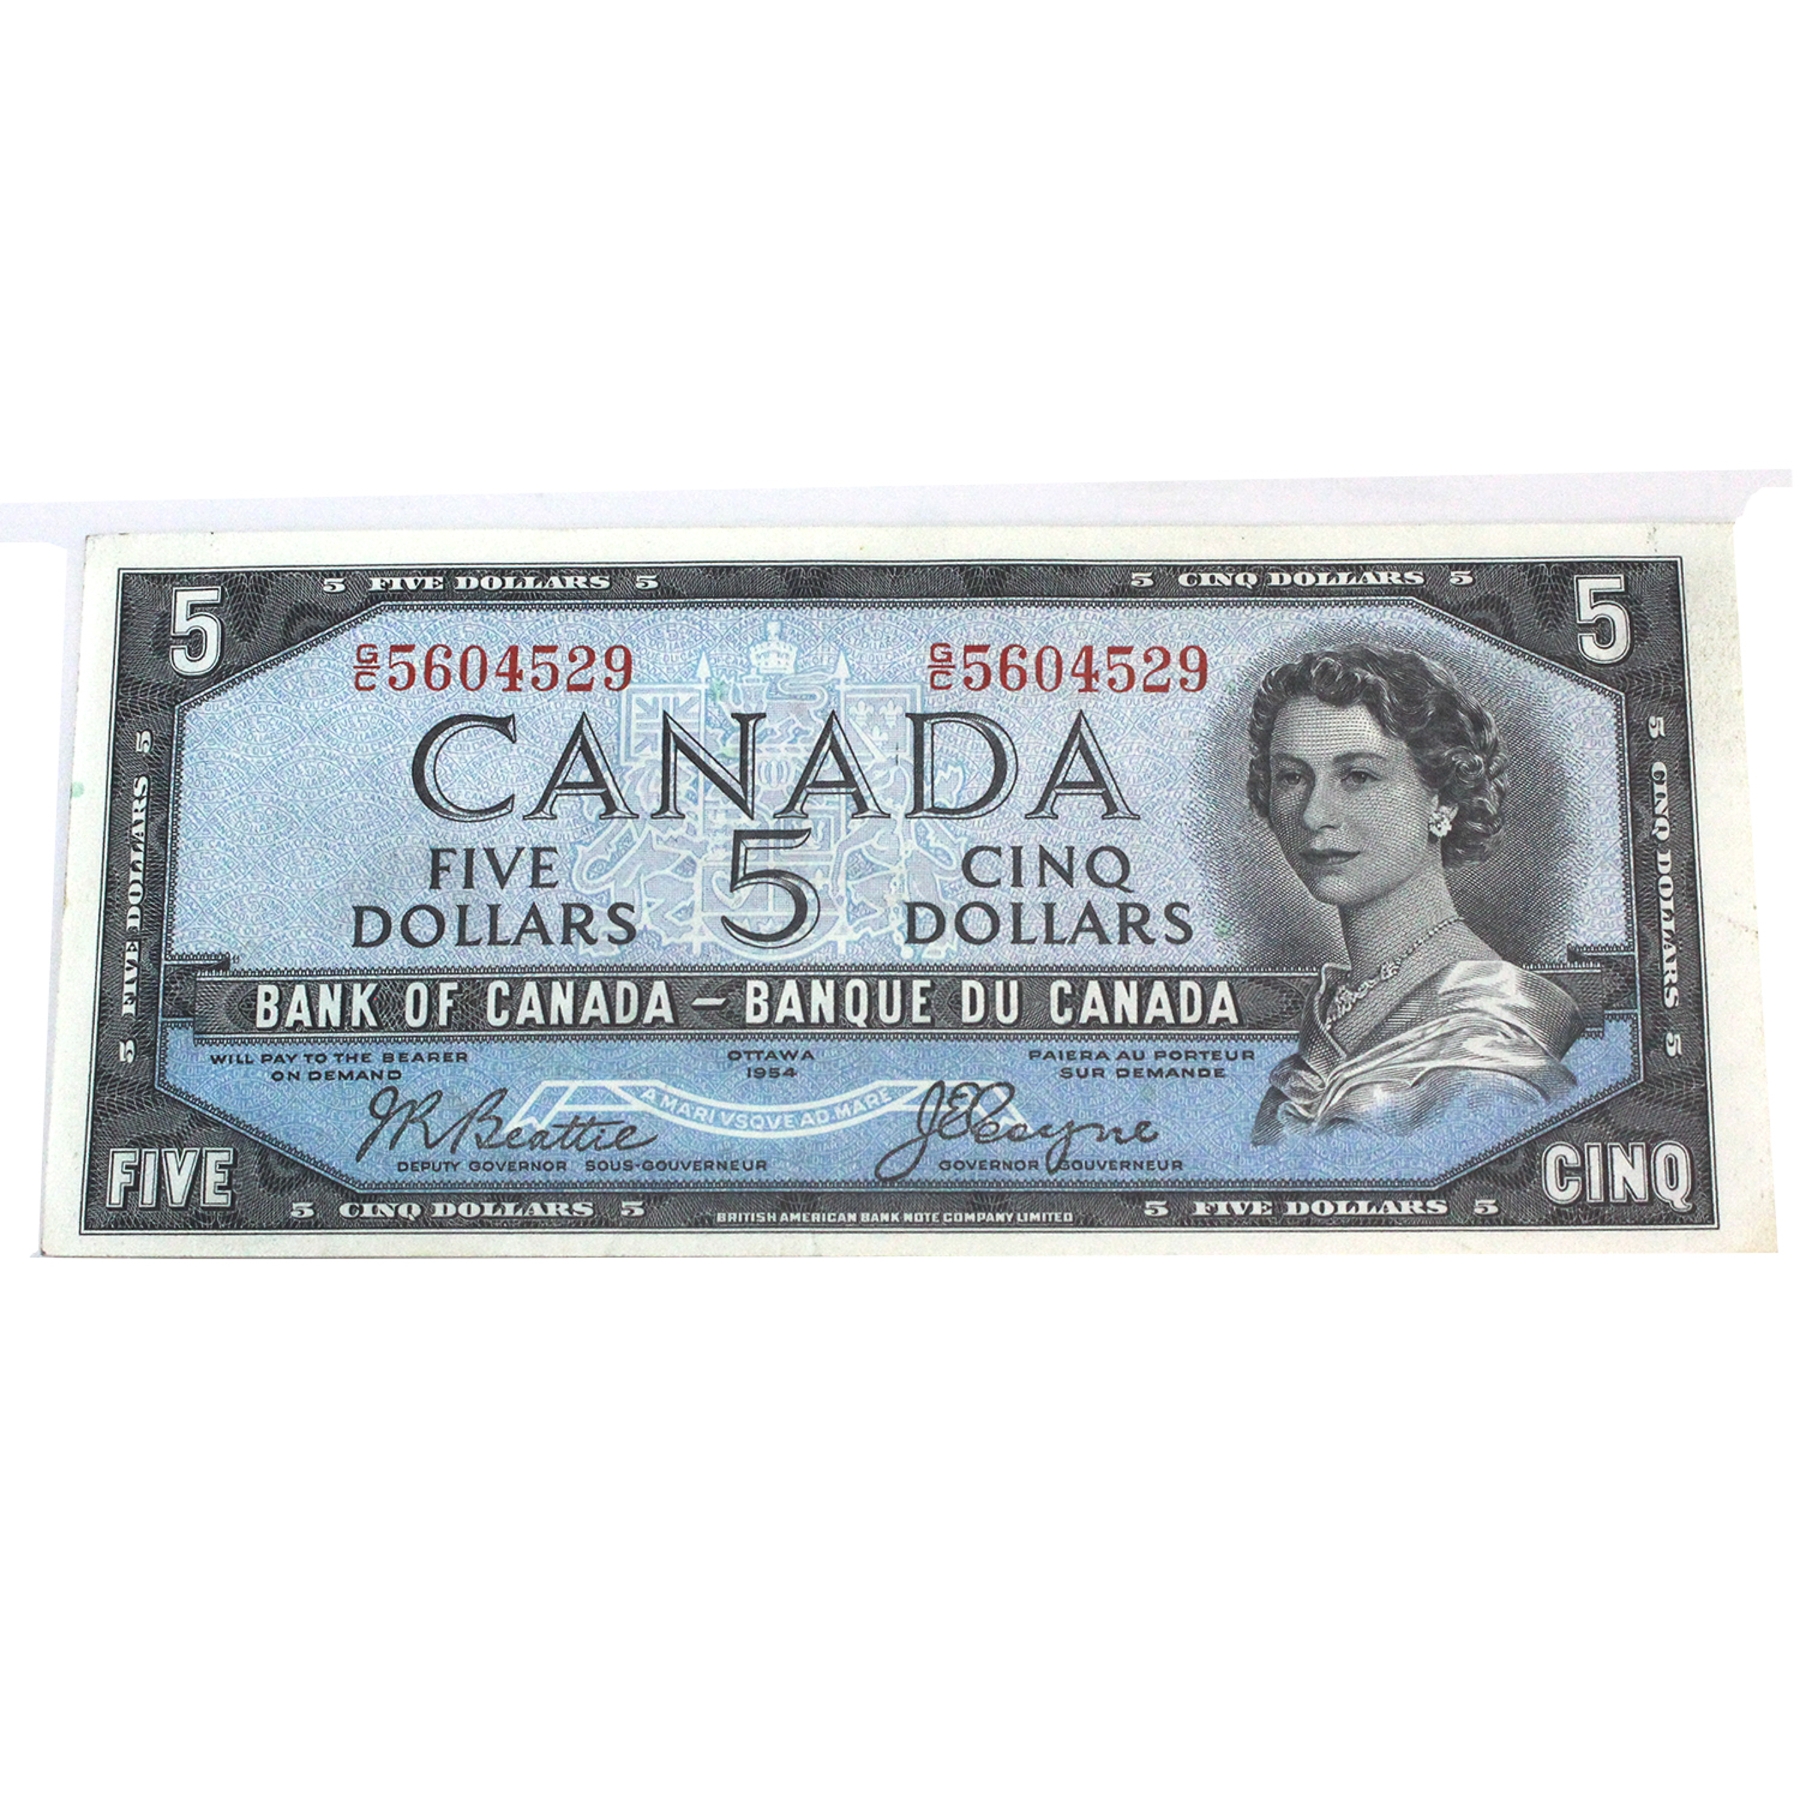 5 5 FIVE DOLLARS 5 5 CINQ DOLLARS 5 5
G/C 5604529 G/C 5604529
CANADA
FIVE 5 CINQ
DOLLARS DOLLARS
5 FIVE DOLLARS 5
5 CINQ DOLLARS 5
BANK OF CANADA – BANQUE DU CANADA
WILL PAY TO THE BEARER OTTAWA PAIERA AU PORTEUR
ON DEMAND 1954 SUR DEMANDE
A MARI VSQVE AD MARE
JR Beattie J E Coyne
DEPUTY GOVERNOR SOUS-GOUVERNEUR GOVERNOR GOUVERNEUR
FIVE CINQ
5 CINQ DOLLARS 5 BRITISH AMERICAN BANK NOTE COMPANY LIMITED 5 FIVE DOLLARS 5